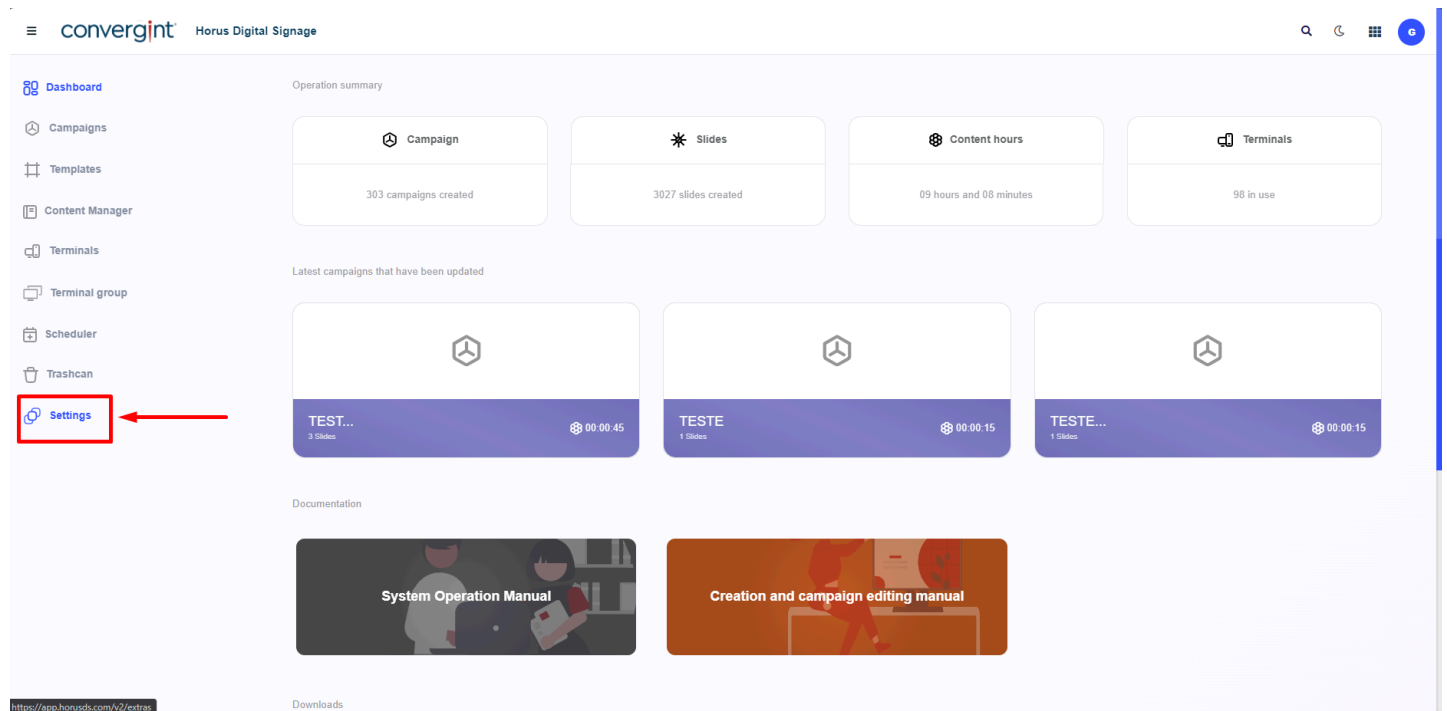 convergint
Horus Digital Signage
G
Dashboard
Campaigns
Templates
Content Manager
Terminals
Terminal group
Scheduler
Trashcan
Settings
Operation summary
Campaign
303 campaigns created
Slides
3027 slides created
Content hours
09 hours and 08 minutes
Terminals
98 in use
Latest campaigns that have been updated
TEST...
3 Slides
00:00:45
TESTE
1 Slides
00:00:15
TESTE...
1 Slides
00:00:15
Documentation
System Operation Manual
Creation and campaign editing manual
Downloads
https://app.horusds.com/v2/extras